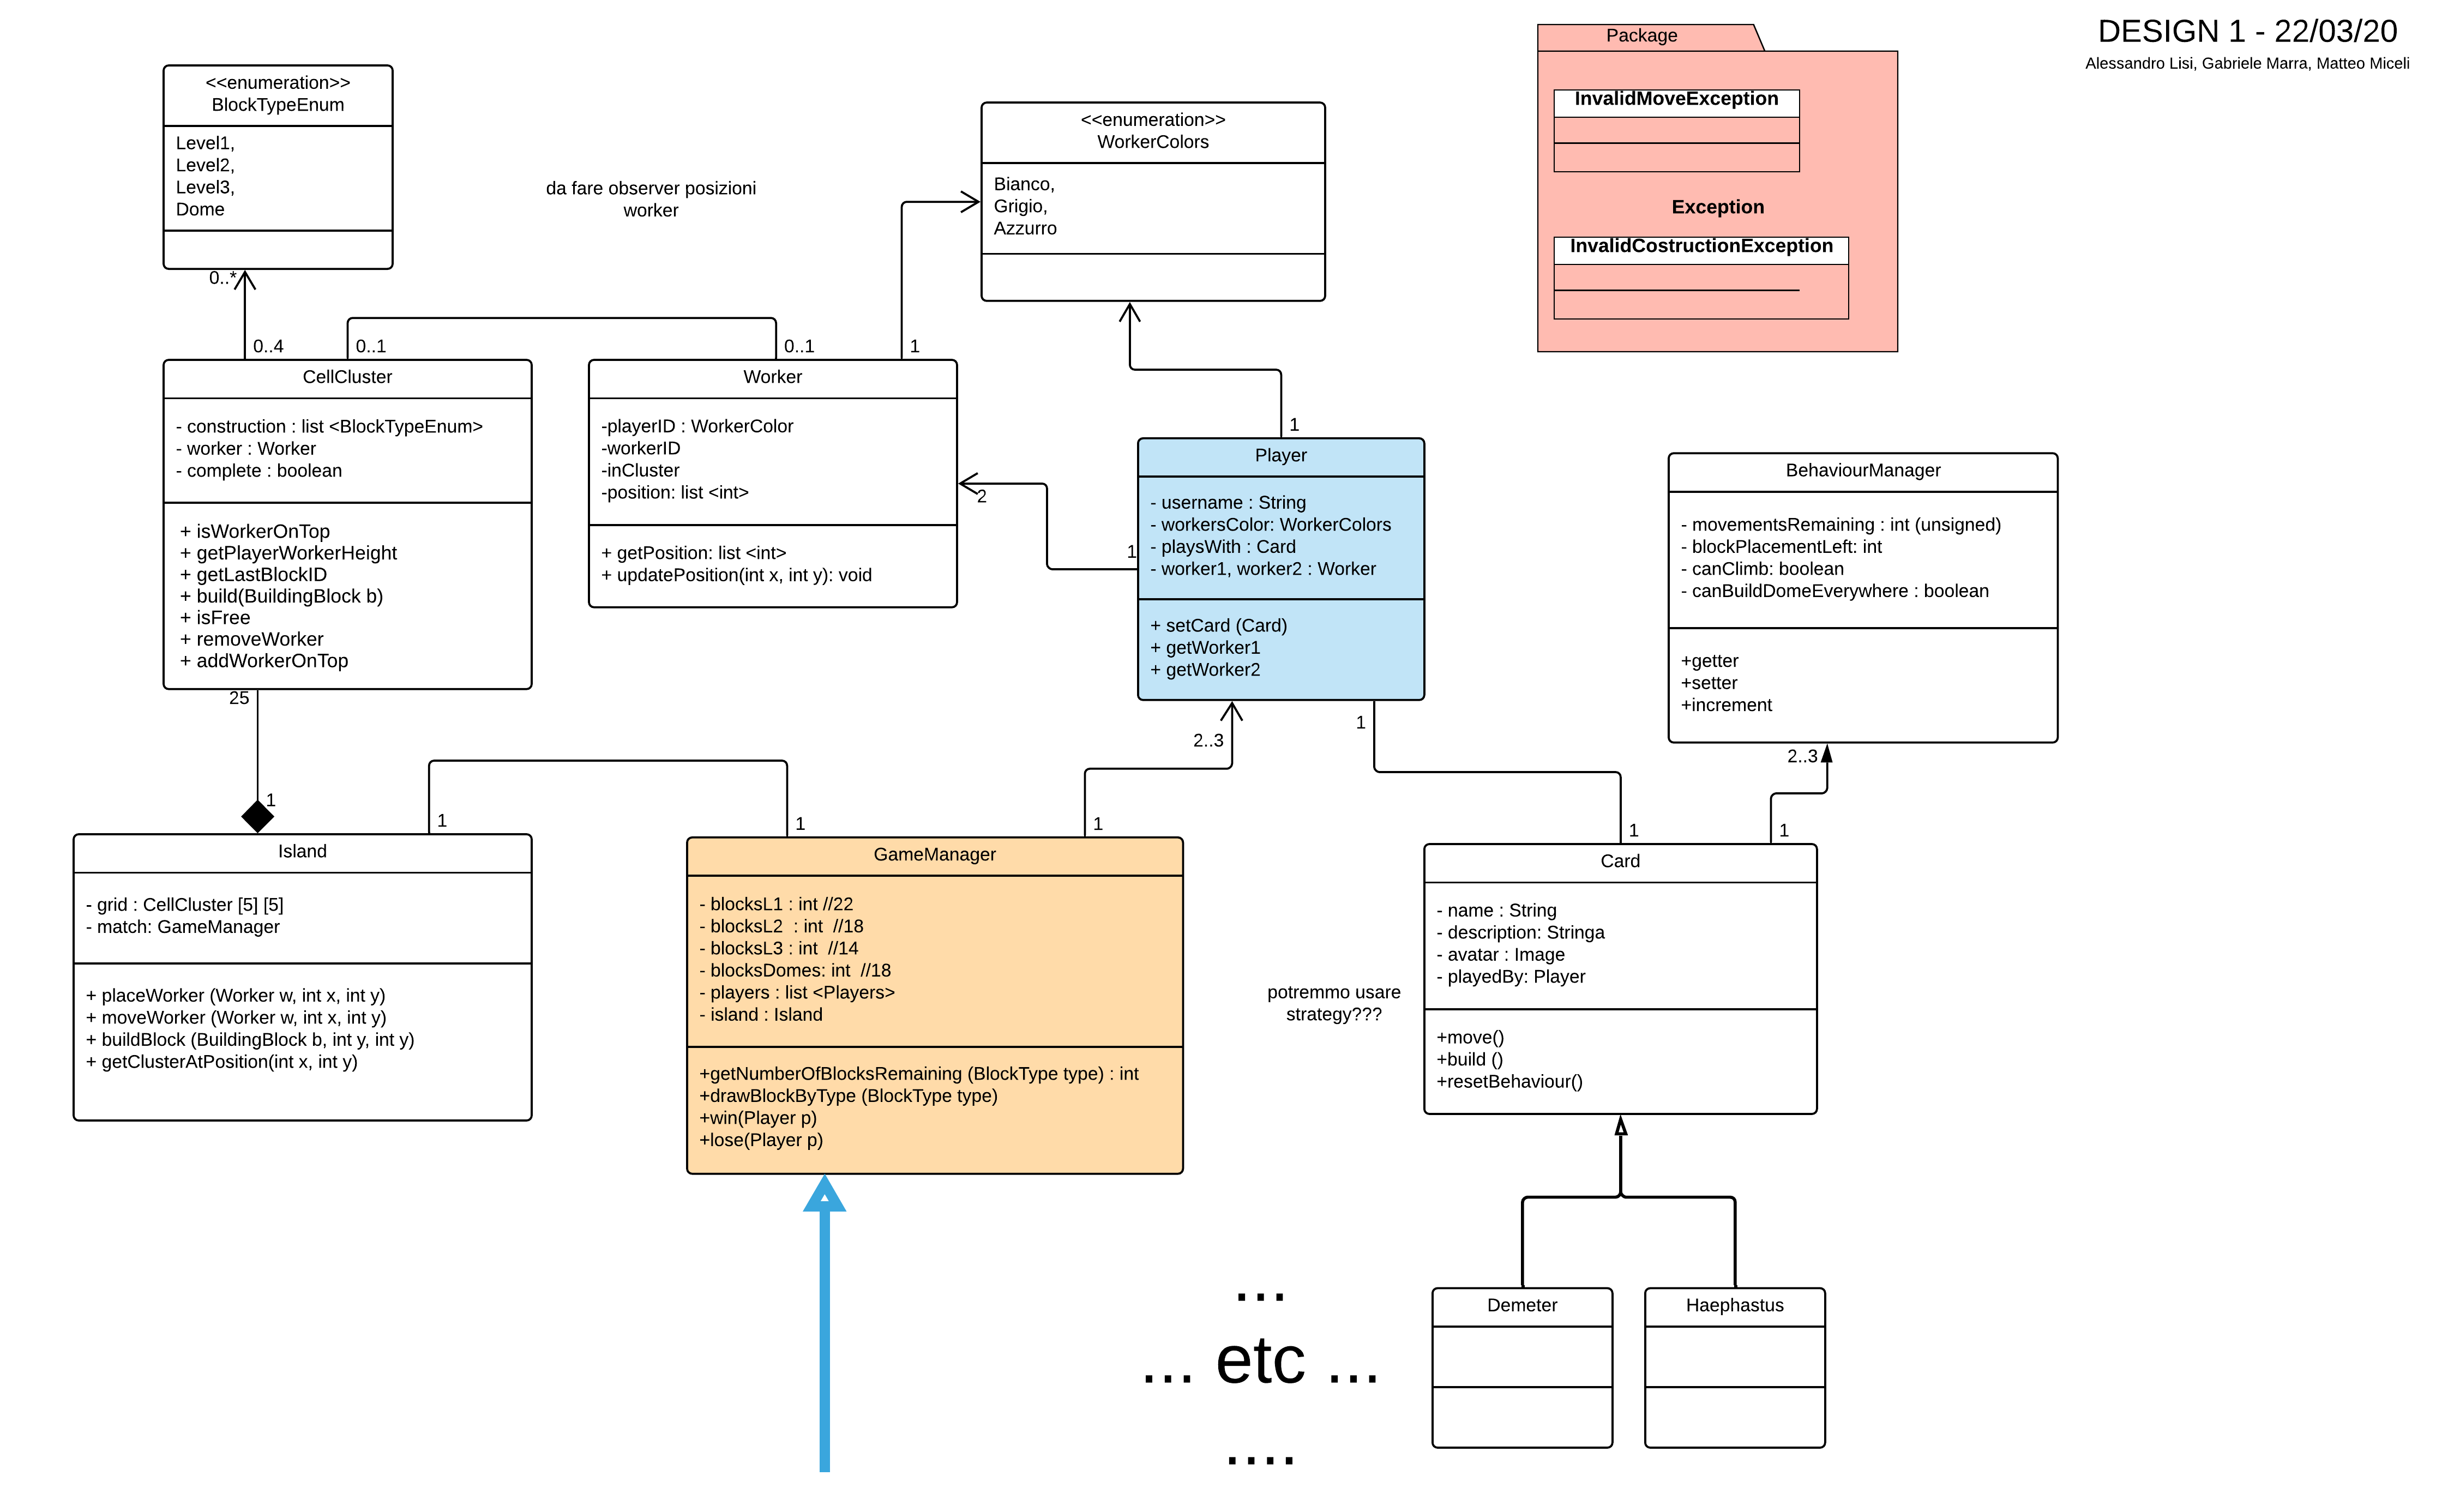 DESIGN 1 - 22/03/20
Alessandro Lisi, Gabriele Marra, Matteo Miceli
Package
InvalidMoveException
Exception
InvalidCostructionException
<<enumeration>>
BlockTypeEnum
Level1,
Level2,
Level3,
Dome
da fare observer posizioni
worker
<<enumeration>>
WorkerColors
Bianco,
Grigio,
Azzurro
0..*
0..4
0..1
0..1
1
CellCluster
- construction : list <BlockTypeEnum>
- worker : Worker
- complete : boolean
+ isWorkerOnTop
+ getPlayerWorkerHeight
+ getLastBlockID
+ build(BuildingBlock b)
+ isFree
+ removeWorker
+ addWorkerOnTop
Worker
-playerID : WorkerColor
-workerID
-inCluster
-position: list <int>
+ getPosition: list <int>
+ updatePosition(int x, int y): void
2
1
1
Player
- username : String
- workersColor: WorkerColors
- playsWith : Card
- worker1, worker2 : Worker
+ setCard (Card)
+ getWorker1
+ getWorker2
BehaviourManager
- movementsRemaining : int (unsigned)
- blockPlacementLeft: int
- canClimb: boolean
- canBuildDomeEverywhere : boolean
+getter
+setter
+increment
25
1
1
1
2..3
1
1
1
2..3
1
Island
- grid : CellCluster [5] [5]
- match: GameManager
+ placeWorker (Worker w, int x, int y)
+ moveWorker (Worker w, int x, int y)
+ buildBlock (BuildingBlock b, int y, int y)
+ getClusterAtPosition(int x, int y)
GameManager
- blocksL1 : int //22
- blocksL2 : int //18
- blocksL3 : int //14
- blocksDomes: int //18
- players : list <Players>
- island : Island
+getNumberOfBlocksRemaining (BlockType type) : int
+drawBlockByType (BlockType type)
+win(Player p)
+lose(Player p)
potremmo usare
strategy???
Card
- name : String
- description: Stringa
- avatar : Image
- playedBy: Player
+move()
+build ()
+resetBehaviour()
...
... etc ...
....
Demeter
Haephastus